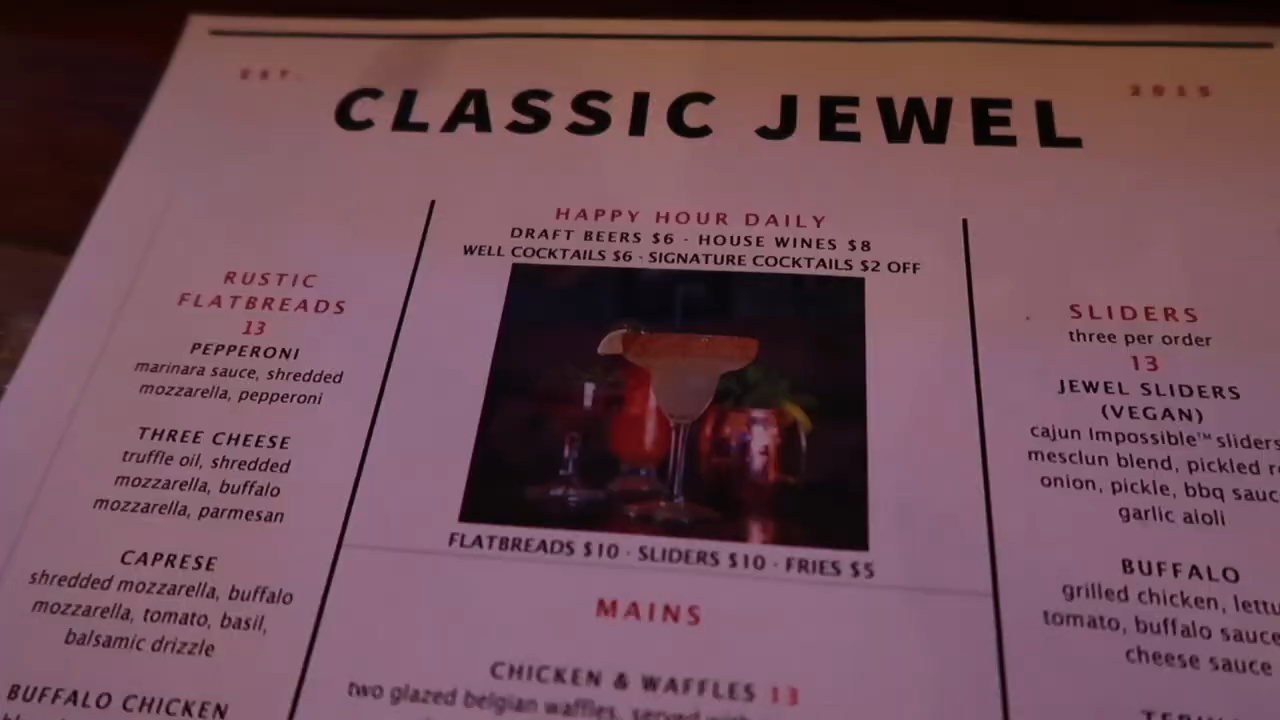 EST. 2015
CLASSIC JEWEL
HAPPY HOUR DAILY
DRAFT BEERS $6 · HOUSE WINES $8
WELL COCKTAILS $6 · SIGNATURE COCKTAILS $2 OFF
FLATBREADS $10 · SLIDERS $10 · FRIES $5
RUSTIC
FLATBREADS
13
PEPPERONI
marinara sauce, shredded
mozzarella, pepperoni
THREE CHEESE
truffle oil, shredded
mozzarella, buffalo
mozzarella, parmesan
CAPRESE
shredded mozzarella, buffalo
mozzarella, tomato, basil,
balsamic drizzle
BUFFALO CHICKEN
MAINS
CHICKEN & WAFFLES 13
two glazed belgian waffles, served with
SLIDERS
three per order
13
JEWEL SLIDERS
(VEGAN)
cajun Impossible™ sliders
mesclun blend, pickled
onion, pickle, bbq sauc
garlic aioli
BUFFALO
grilled chicken, lettu
tomato, buffalo sauce
cheese sauce